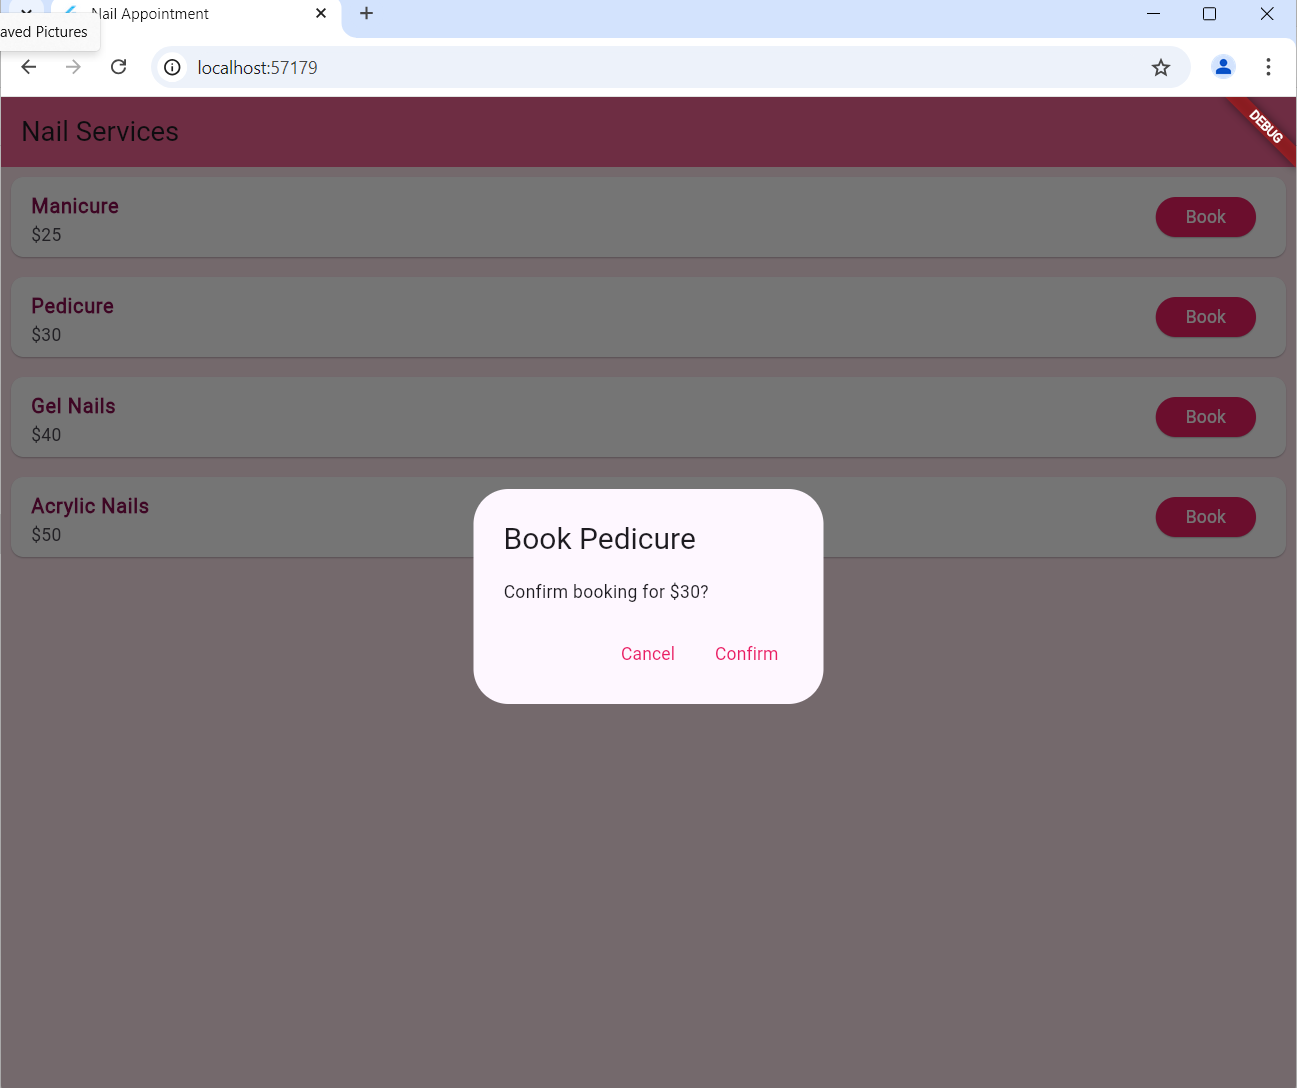 Nail Appointment
aved Pictures
localhost:57179
Nail Services
DEBUG
Manicure
$25
Book
Pedicure
$30
Book
Gel Nails
$40
Book
Acrylic Nails
$50
Book
Book Pedicure
Confirm booking for $30?
Cancel Confirm